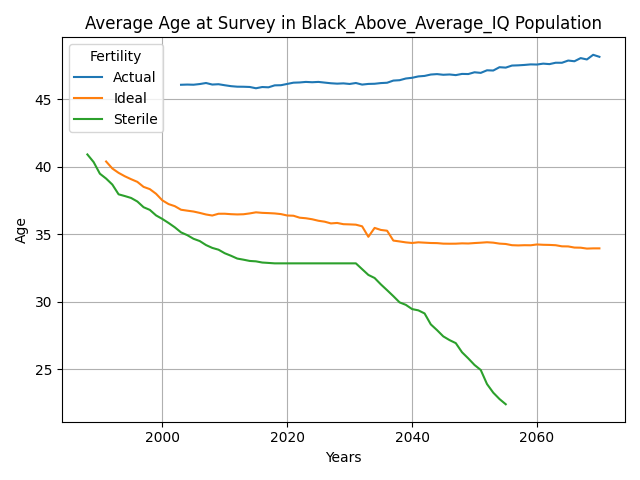 Average Age at Survey in Black_Above_Average_IQ Population
Fertility
Actual
Ideal
Sterile
Age
45
40
35
30
25
2000 2020 2040 2060
Years